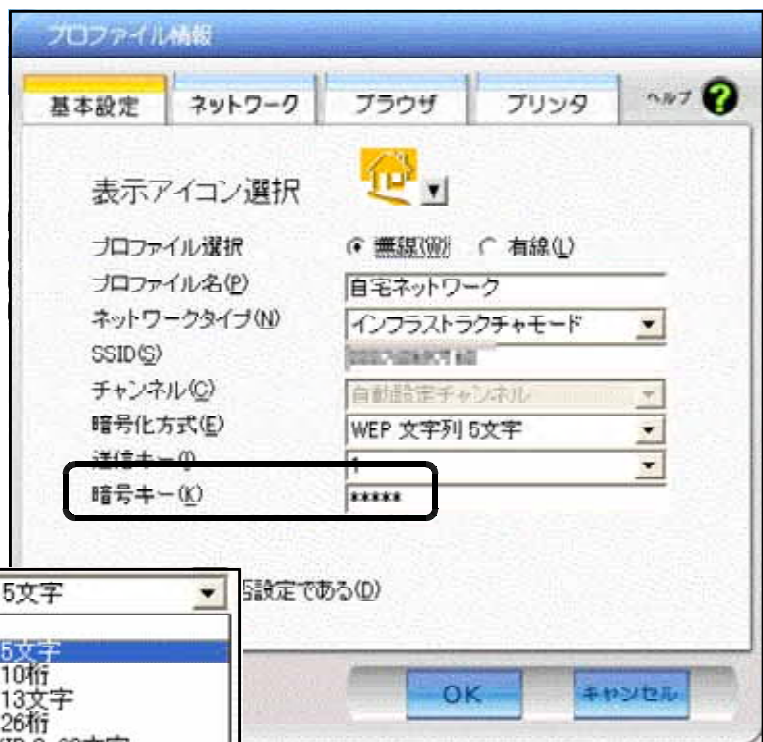 プロファイル情報
基本設定 ネットワーク ブラウザ プリンタ ヘルプ ?
表示アイコン選択
プロファイル選択 無線(W) 有線(L)
プロファイル名(P) 自宅ネットワーク
ネットワークタイプ(N) インフラストラクチャモード
SSID(S)
チャンネル(C) 自動設定チャンネル
暗号化方式(E) WEP 文字列 5文字
送信キー(I) 1
暗号キー(K) *****
設定である(D)
5文字
5文字
10桁
13文字
26桁
OK キャンセル